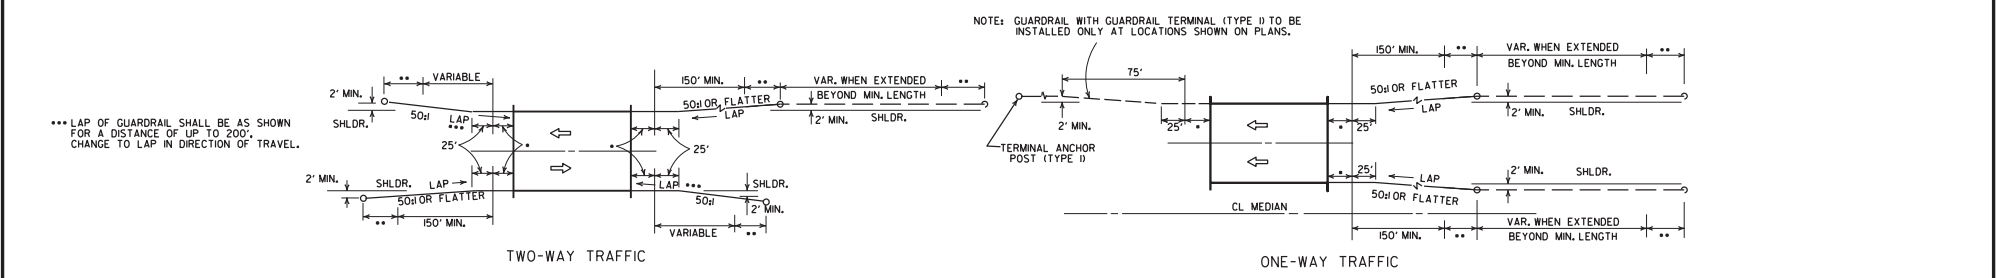 NOTE: GUARDRAIL WITH GUARDRAIL TERMINAL (TYPE I) TO BE
INSTALLED ONLY AT LOCATIONS SHOWN ON PLANS.
••• LAP OF GUARDRAIL SHALL BE AS SHOWN
FOR A DISTANCE OF UP TO 200'.
CHANGE TO LAP IN DIRECTION OF TRAVEL.
•• VARIABLE
2' MIN.
SHLDR.
50:1
LAP
•••
25'
•
150' MIN. ••
VAR. WHEN EXTENDED
BEYOND MIN. LENGTH
••
50:1 OR FLATTER
LAP
2' MIN.
SHLDR.
•
25'
2' MIN.
SHLDR.
LAP
50:1 OR FLATTER
•• 150' MIN.
LAP •••
50:1
SHLDR.
2' MIN.
VARIABLE ••
TWO-WAY TRAFFIC
75'
2' MIN.
25' •
TERMINAL ANCHOR
POST (TYPE I)
150' MIN. ••
VAR. WHEN EXTENDED
BEYOND MIN. LENGTH
••
50:1 OR FLATTER
LAP
2' MIN.
SHLDR.
• 25'
• 25'
LAP
50:1 OR FLATTER
2' MIN.
SHLDR.
CL MEDIAN
150' MIN. ••
VAR. WHEN EXTENDED
BEYOND MIN. LENGTH
••
ONE-WAY TRAFFIC